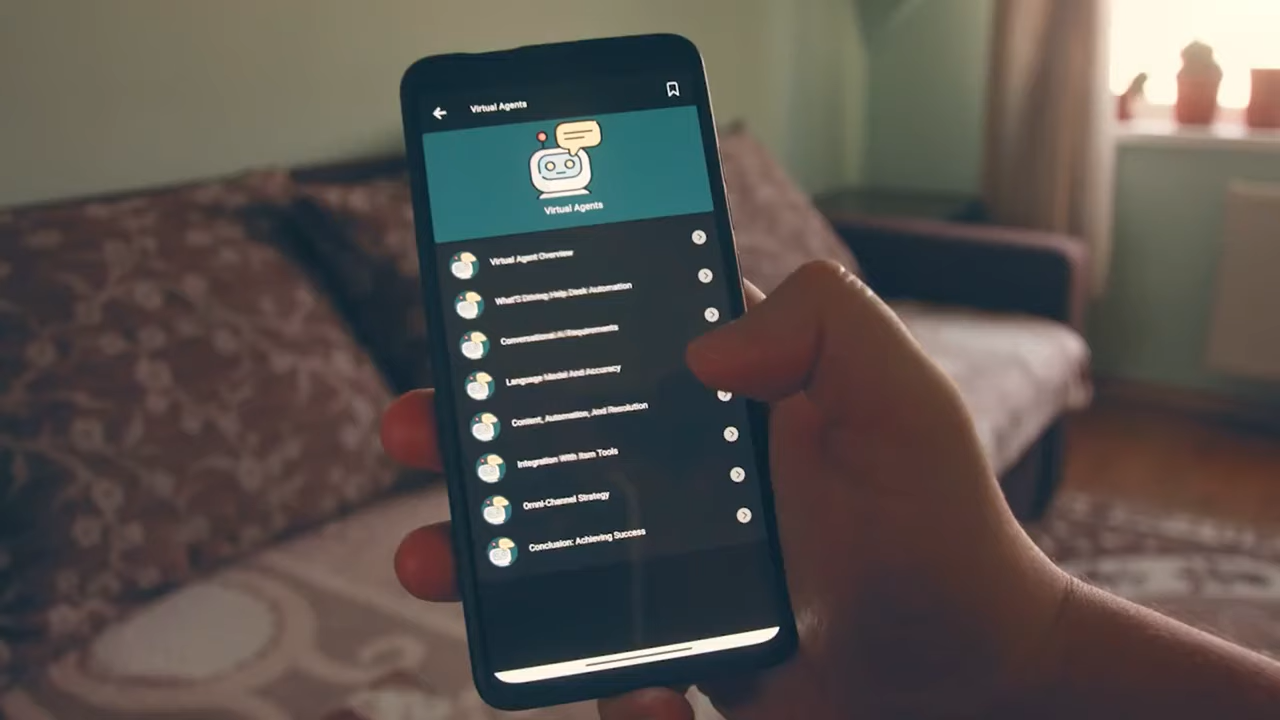 Virtual Agents
Virtual Agents
Virtual Agent Overview
What'S Driving Help Desk Automation
Conversational Ai Requirements
Language Model And Accuracy
Content, Automation, And Resolution
Integration With Itsm Tools
Omni-Channel Strategy
Conclusion: Achieving Success